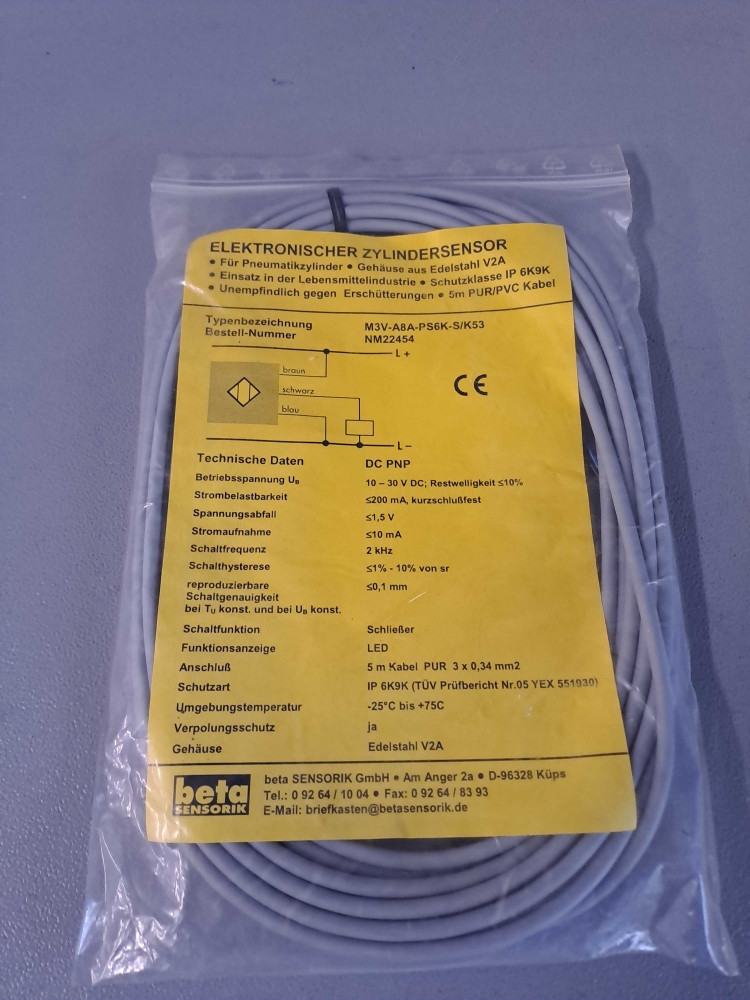 ELEKTRONISCHER ZYLINDERSENSOR
● Für Pneumatikzylinder ● Gehäuse aus Edelstahl V2A
● Einsatz in der Lebensmittelindustrie ● Schutzklasse IP 6K9K
● Unempfindlich gegen Erschütterungen ● 5m PUR/PVC Kabel
Typenbezeichnung M3V-A8A-PS6K-S/K53
Bestell-Nummer NM22454
L +
braun
schwarz
blau
L –
CE
Technische Daten DC PNP
Betriebsspannung UB 10 – 30 V DC; Restwelligkeit ≤10%
Strombelastbarkeit ≤200 mA, kurzschlußfest
Spannungsabfall ≤1,5 V
Stromaufnahme ≤10 mA
Schaltfrequenz 2 kHz
Schalthysterese ≤1% - 10% von sr
reproduzierbare ≤0,1 mm
Schaltgenauigkeit
bei TU konst. und bei UB konst.
Schaltfunktion Schließer
Funktionsanzeige LED
Anschluß 5 m Kabel PUR 3 x 0,34 mm2
Schutzart IP 6K9K (TÜV Prüfbericht Nr.05 YEX 551930)
Umgebungstemperatur -25°C bis +75C
Verpolungsschutz ja
Gehäuse Edelstahl V2A
beta
SENSORIK
beta SENSORIK GmbH ● Am Anger 2a ● D-96328 Küps
Tel.: 0 92 64 / 10 04 ● Fax: 0 92 64 / 83 93
E-Mail: briefkasten@betasensorik.de